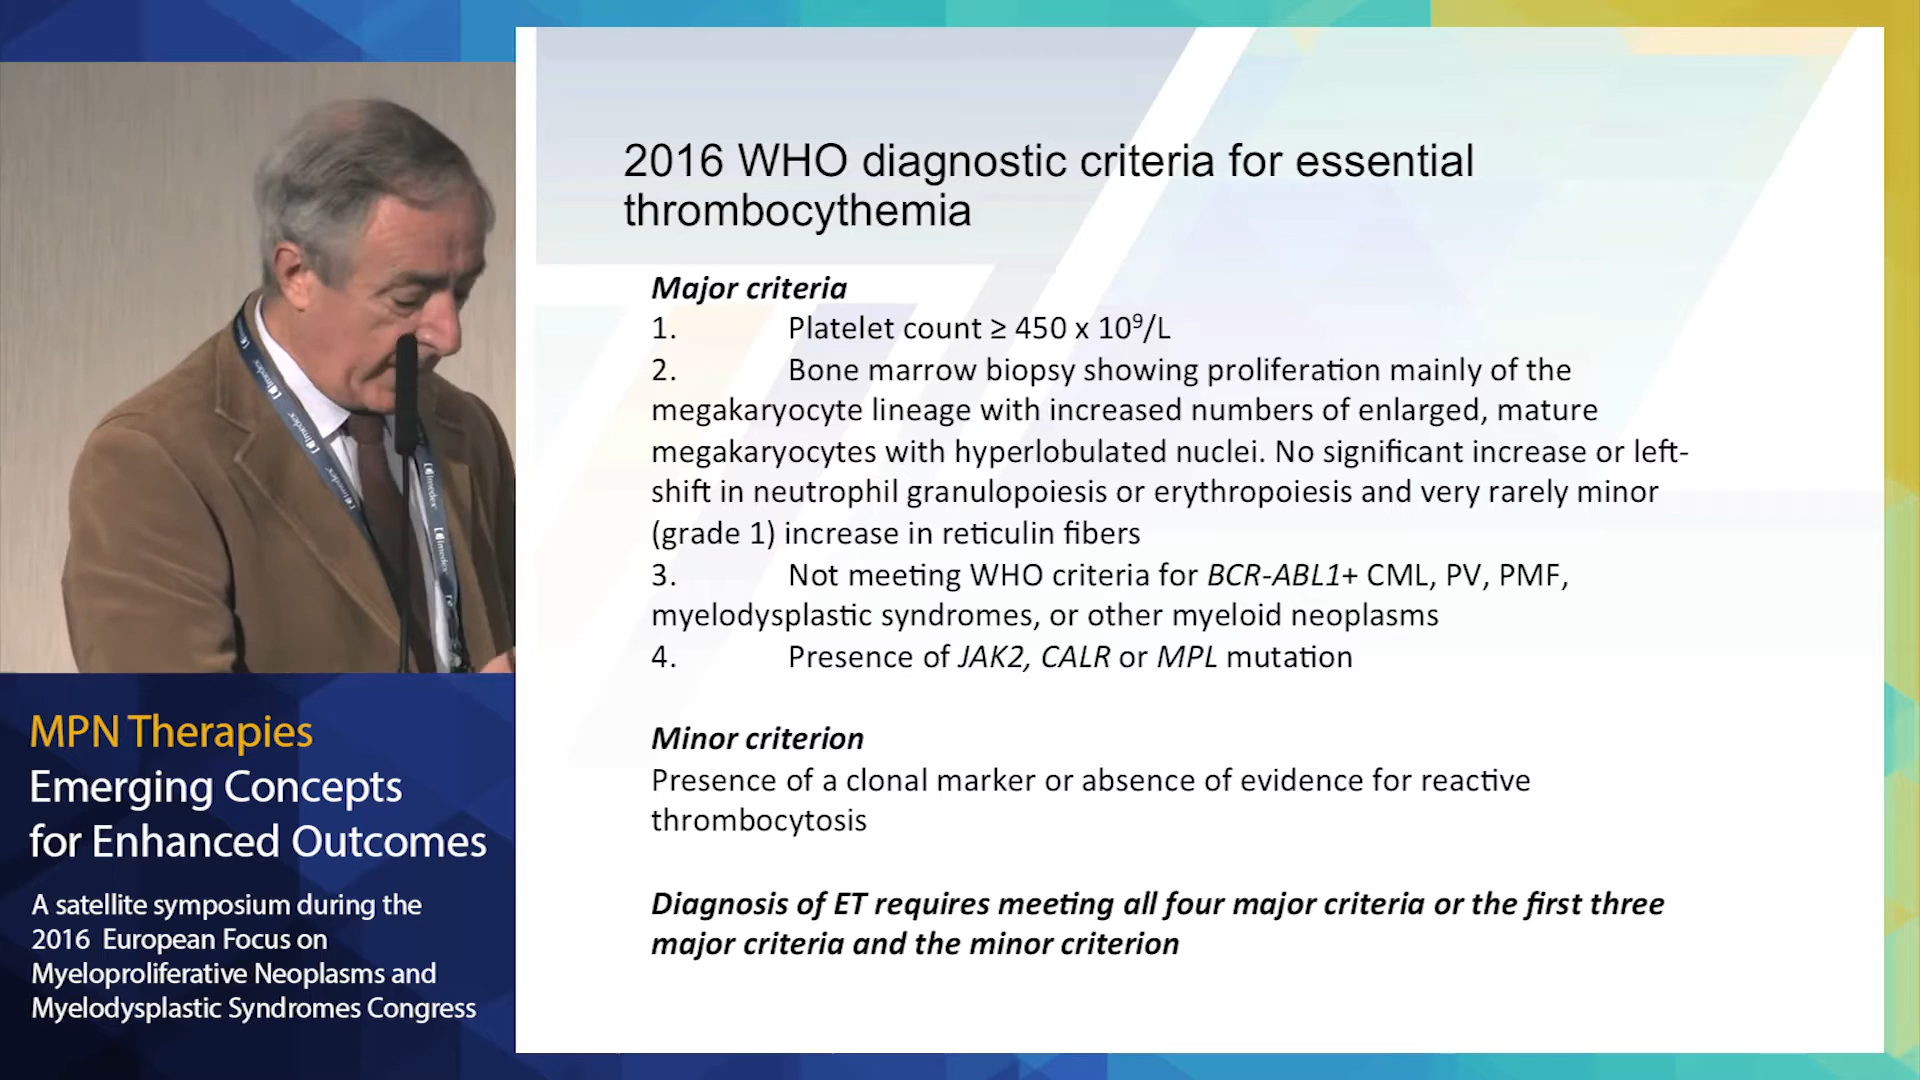 2016 WHO diagnostic criteria for essential
thrombocythemia
Major criteria
1. Platelet count ≥ 450 x 10⁹/L
2. Bone marrow biopsy showing proliferation mainly of the
megakaryocyte lineage with increased numbers of enlarged, mature
megakaryocytes with hyperlobulated nuclei. No significant increase or left-
shift in neutrophil granulopoiesis or erythropoiesis and very rarely minor
(grade 1) increase in reticulin fibers
3. Not meeting WHO criteria for BCR-ABL1+ CML, PV, PMF,
myelodysplastic syndromes, or other myeloid neoplasms
4. Presence of JAK2, CALR or MPL mutation
Minor criterion
Presence of a clonal marker or absence of evidence for reactive
thrombocytosis
Diagnosis of ET requires meeting all four major criteria or the first three
major criteria and the minor criterion
Imedex
Imedex
Imedex
Imedex
Imedex
MPN Therapies
Emerging Concepts
for Enhanced Outcomes
A satellite symposium during the
2016 European Focus on
Myeloproliferative Neoplasms and
Myelodysplastic Syndromes Congress